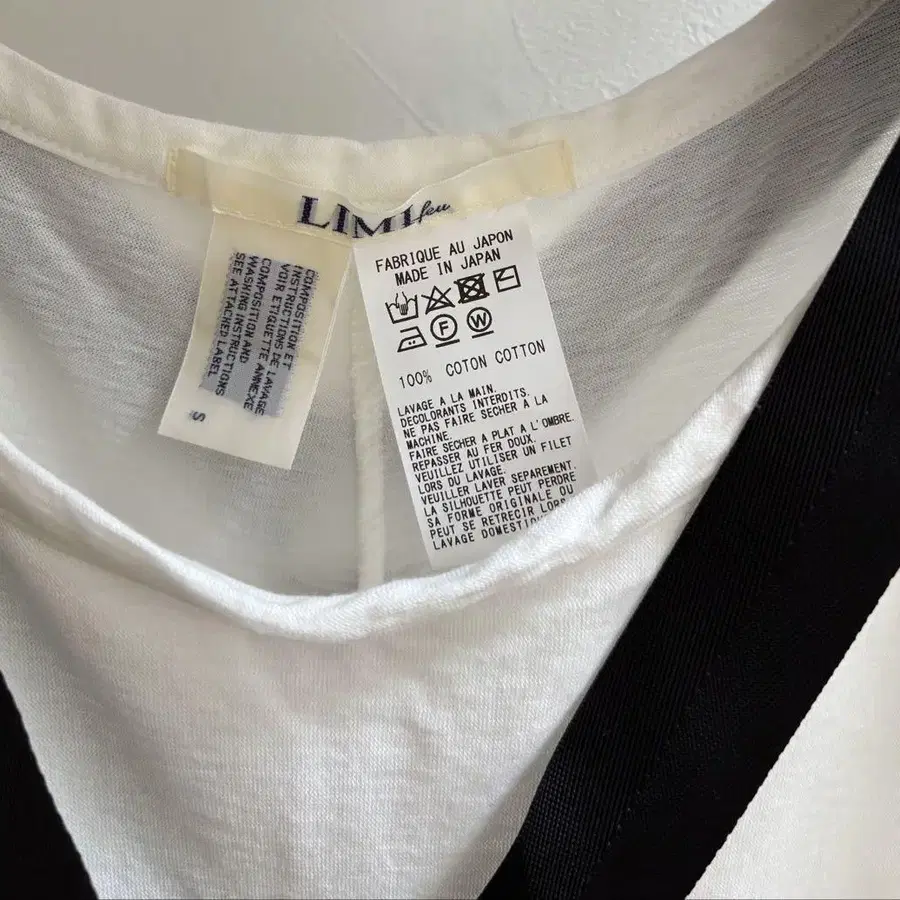 LIMI feu
COMPOSITION ET
INSTRUCTIONS DE LAVAGE
VOIR ETIQUETTE ANNEXE
COMPOSITION AND
WASHING INSTRUCTIONS
SEE ATTACHED LABEL
S
FABRIQUE AU JAPON
MADE IN JAPAN
F W
100% COTON COTTON
LAVAGE A LA MAIN.
DECOLORANTS INTERDITS.
NE PAS FAIRE SECHER A LA
MACHINE.
FAIRE SECHER A PLAT A L'OMBRE.
REPASSER AU FER DOUX.
VEUILLEZ UTILISER UN FILET
LORS DU LAVAGE.
VEUILLER LAVER SEPAREMENT.
LA SILHOUETTE PEUT PERDRE
SA FORME ORIGINALE OU
PEUT SE RETRECIR LORS
LAVAGE